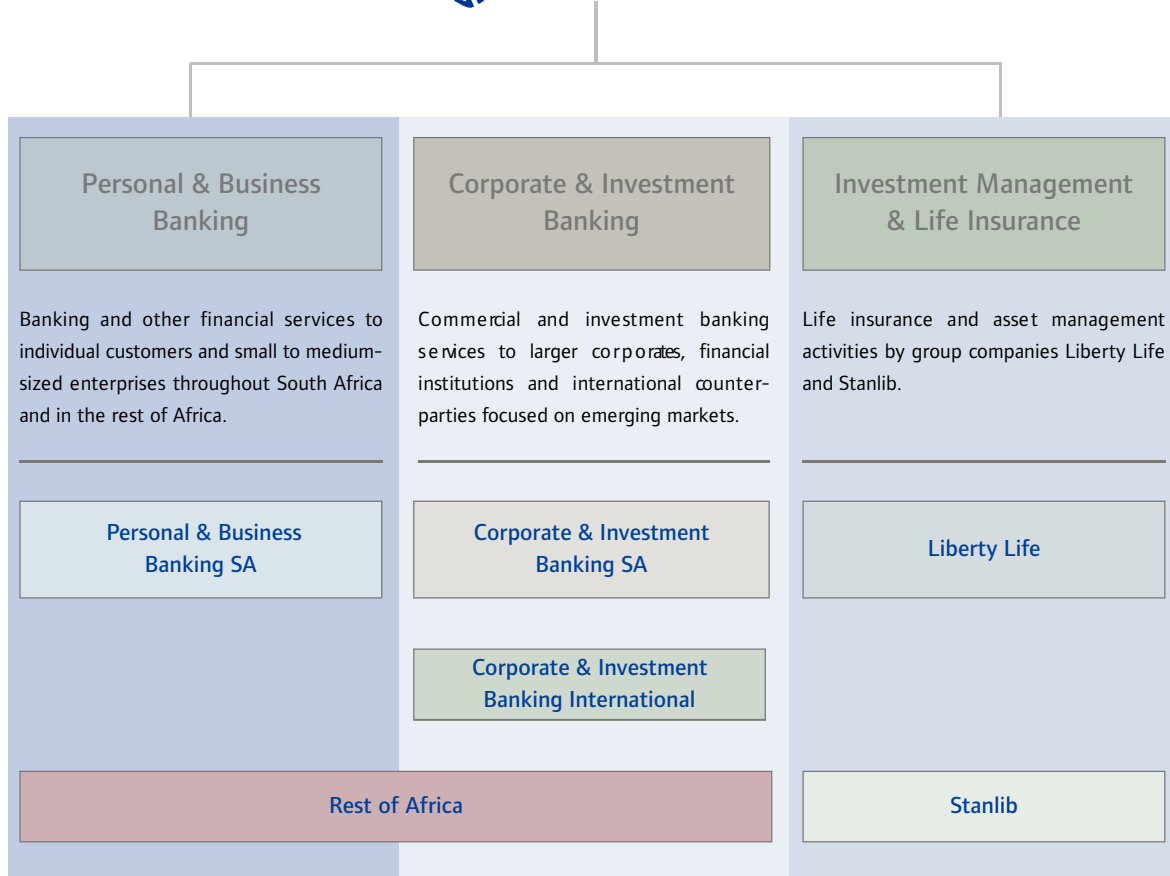 Personal & Business
Banking
Corporate & Investment
Banking
Investment Management
& Life Insurance
Banking and other financial services to
individual customers and small to medium-
sized enterprises throughout South Africa
and in the rest of Africa.
Commercial and investment banking
services to larger corporates, financial
institutions and international counter-
parties focused on emerging markets.
Life insurance and asset management
activities by group companies Liberty Life
and Stanlib.
Personal & Business
Banking SA
Corporate & Investment
Banking SA
Liberty Life
Corporate & Investment
Banking International
Rest of Africa
Stanlib